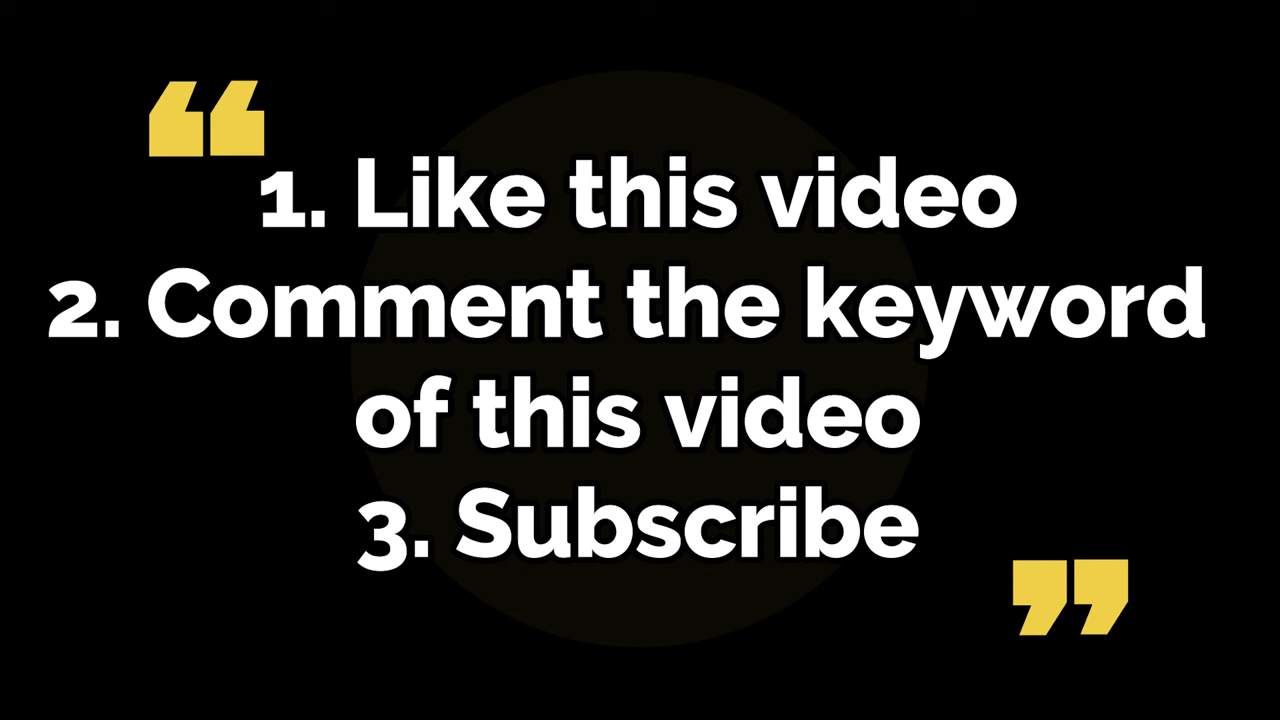 “
1. Like this video
2. Comment the keyword
of this video
3. Subscribe
”